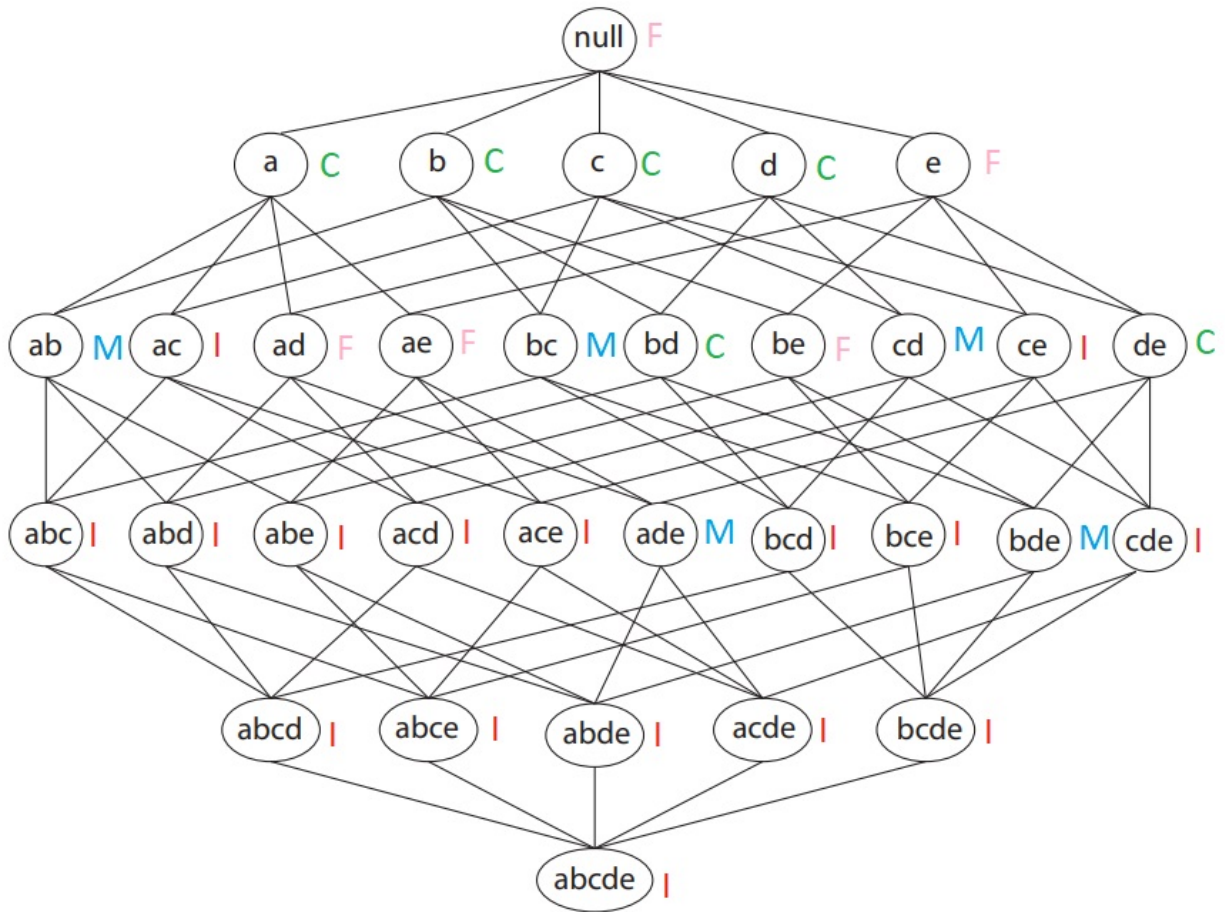 null F
a C b C c C d C e F
ab M ac I ad F ae F bc M bd C be F cd M ce I de C
abc I abd I abe I acd I ace I ade M bcd I bce I bde M cde I
abcd I abce I abde I acde I bcde I
abcde I